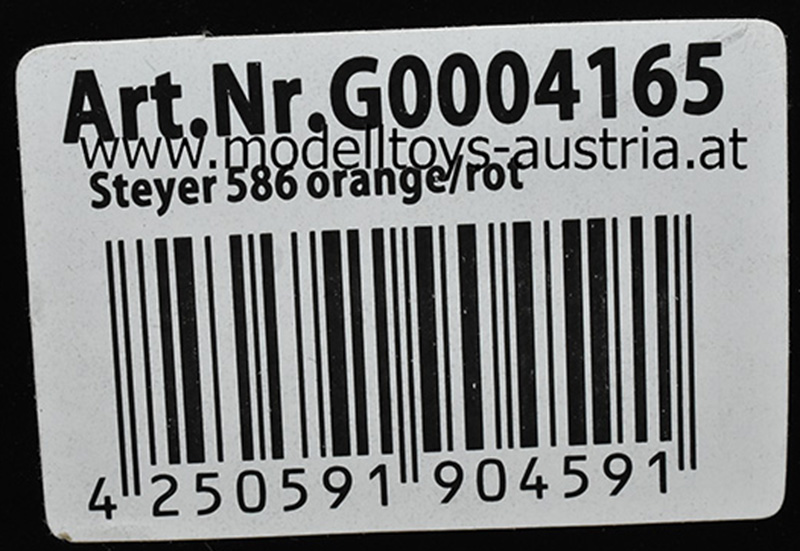 Art.Nr.G0004165
www.modelltoys-austria.at
Steyer 586 orange/rot
4 250591 904591